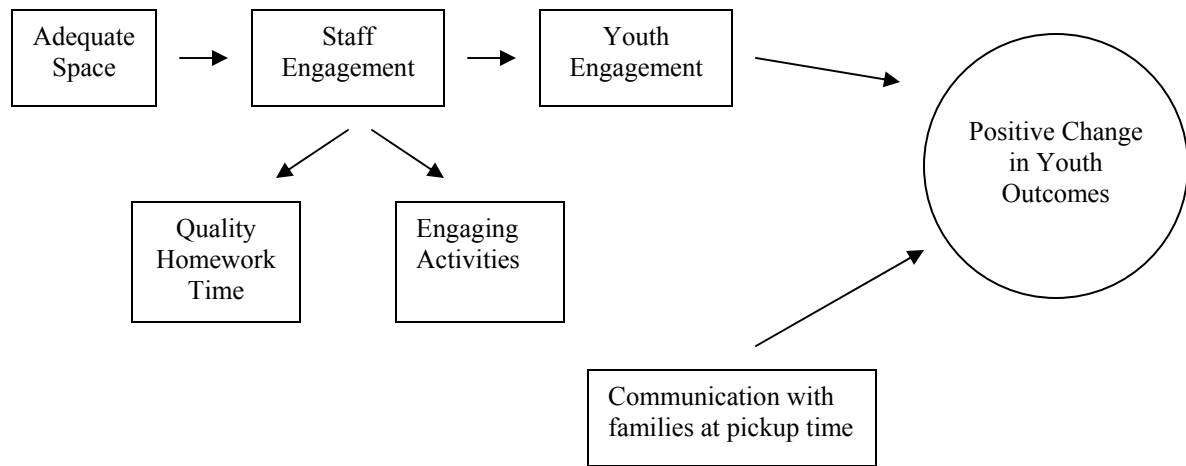 Adequate
Space
Staff
Engagement
Youth
Engagement
Positive Change
in Youth
Outcomes
Quality
Homework
Time
Engaging
Activities
Communication with
families at pickup time